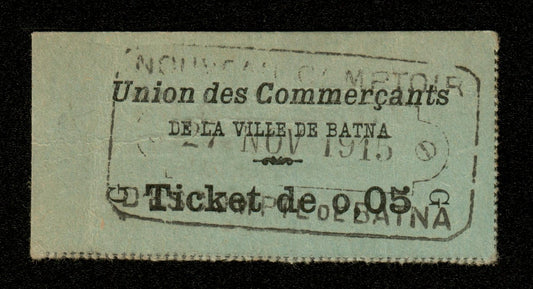 NOUVEAU COMPTOIR
Union des Commerçants
DE LA VILLE DE BATNA
27 NOV 1915
G
Ticket de 0,05
G
DE BATNA